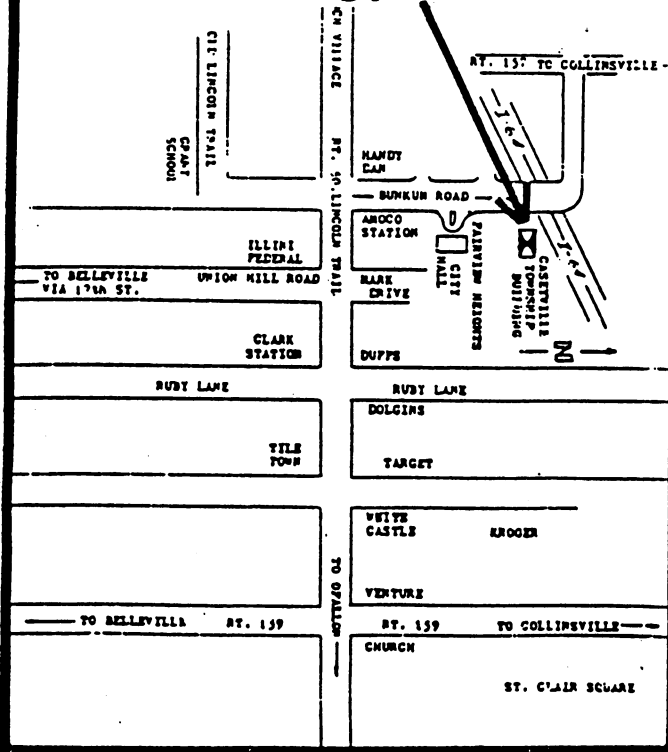 RT. 157 TO COLLINSVILLE
OLD LINCOLN TRAIL
GRANT
SCHOOL
VILLAGE
RT. 50, LINCOLN TRAIL
HANDY
DAN
I-64
BUNKUM ROAD
AMOCO
STATION
ILLINI
FEDERAL
FAIRVIEW HEIGHTS
CITY
HALL
CASEYVILLE
TOWNSHIP
BUILDING
I-64
TO BELLEVILLE
VIA 17th ST.
UNION HILL ROAD
MARK
DRIVE
N
CLARK
STATION
DUFFS
RUBY LANE
RUBY LANE
DOLGINS
TILE
TOWN
TARGET
WHITE
CASTLE
KROGER
VENTURE
TO OFALLON
TO BELLEVILLE
RT. 159
RT. 159
TO COLLINSVILLE
CHURCH
ST. CLAIR SQUARE